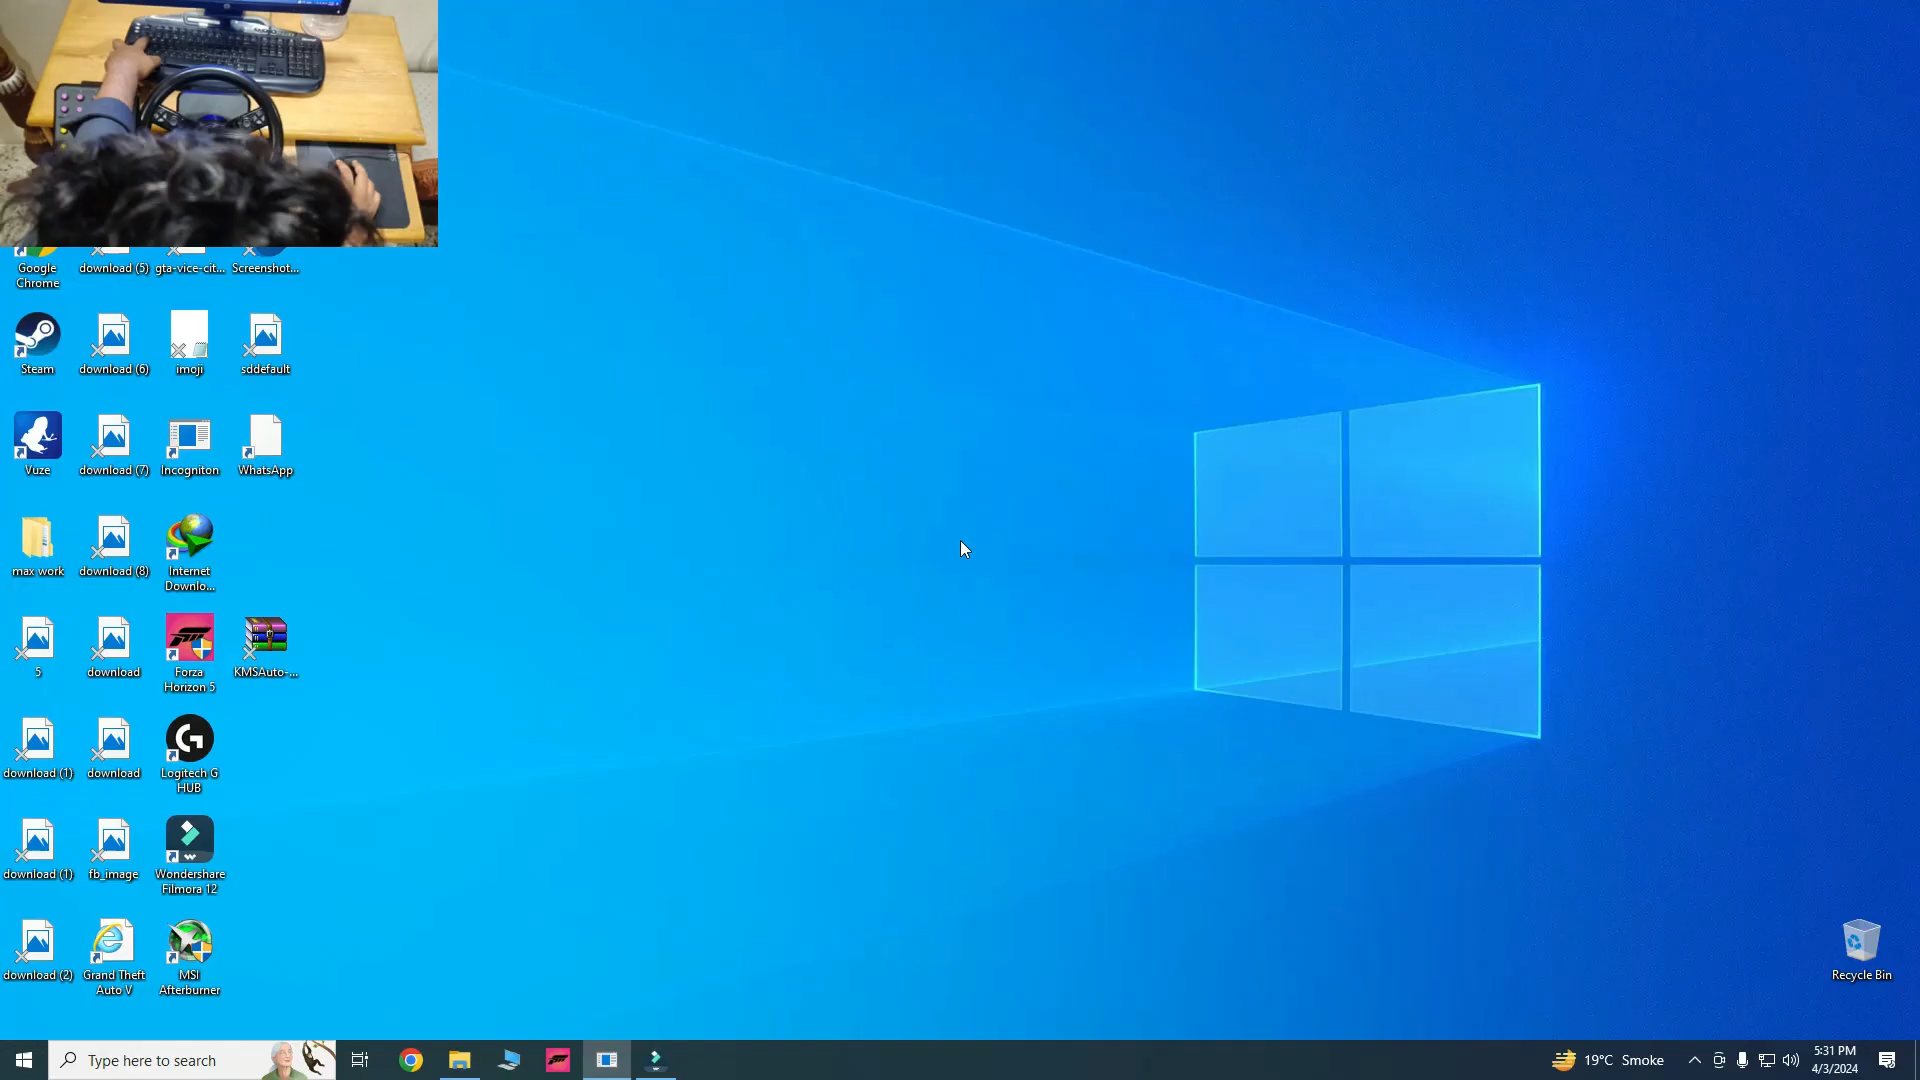 Google
Chrome
download (5)
gta-vice-cit...
Screenshot...
Steam
download (6)
imoji
sddefault
Vuze
download (7)
Incogniton
WhatsApp
max work
download (8)
Internet
Downlo...
5
download
Forza
Horizon 5
KMSAuto-...
download (1)
download
Logitech G
HUB
download (1)
fb_image
Wondershare
Filmora 12
download (2)
Grand Theft
Auto V
MSI
Afterburner
Recycle Bin
Type here to search
19°C Smoke
5:31 PM
4/3/2024